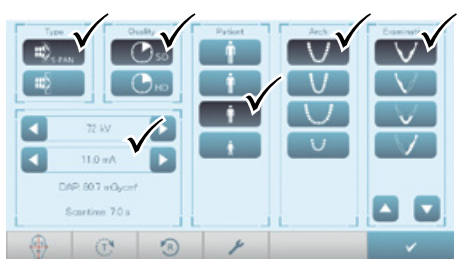 Type Quality Patient Arch Examination
S-PAN SD
HD
72 kV
11.0 mA
DAP: 80.7 mGycm²
Scantime: 7.0 s
T R